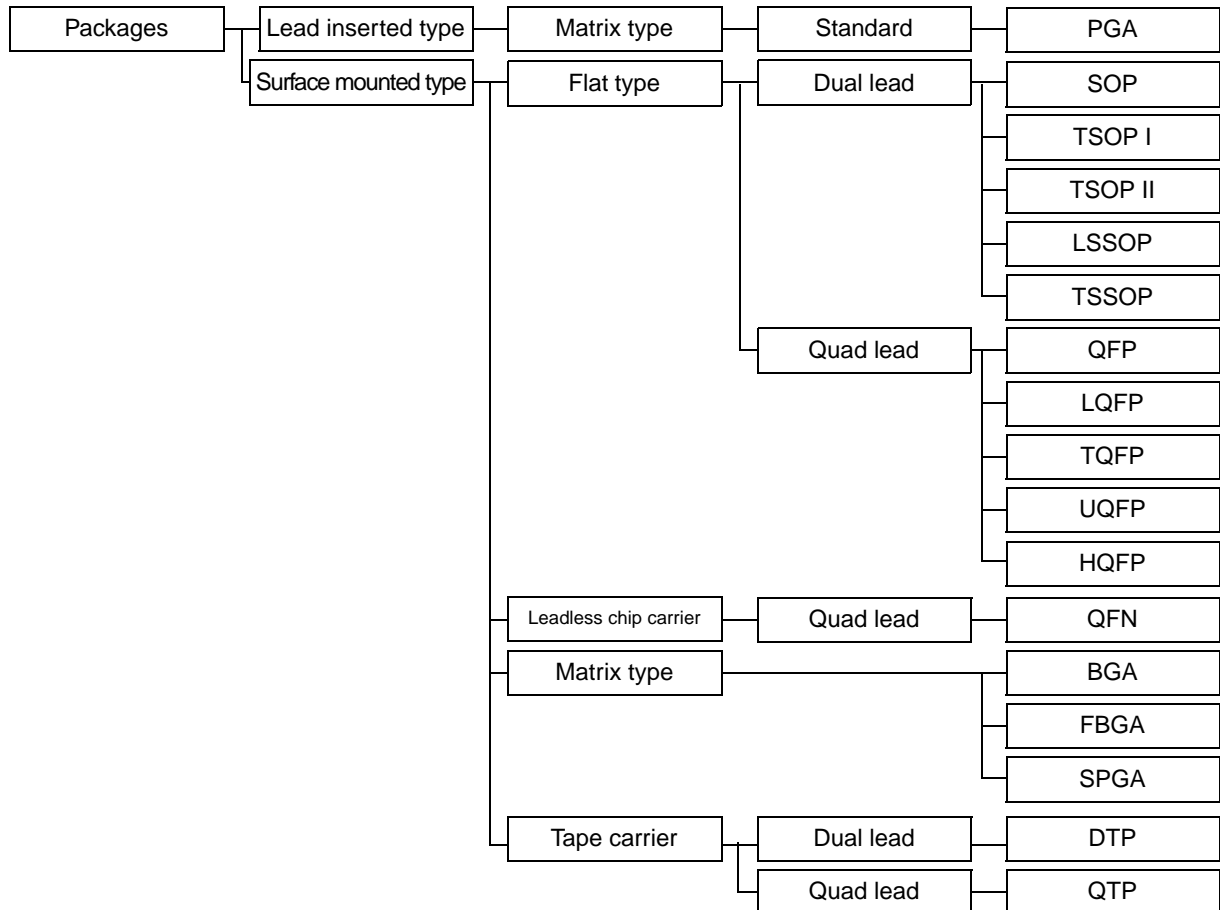 Packages
Lead inserted type
Matrix type
Standard
PGA
Surface mounted type
Flat type
Dual lead
SOP
TSOP I
TSOP II
LSSOP
TSSOP
Quad lead
QFP
LQFP
TQFP
UQFP
HQFP
Leadless chip carrier
Quad lead
QFN
Matrix type
BGA
FBGA
SPGA
Tape carrier
Dual lead
DTP
Quad lead
QTP